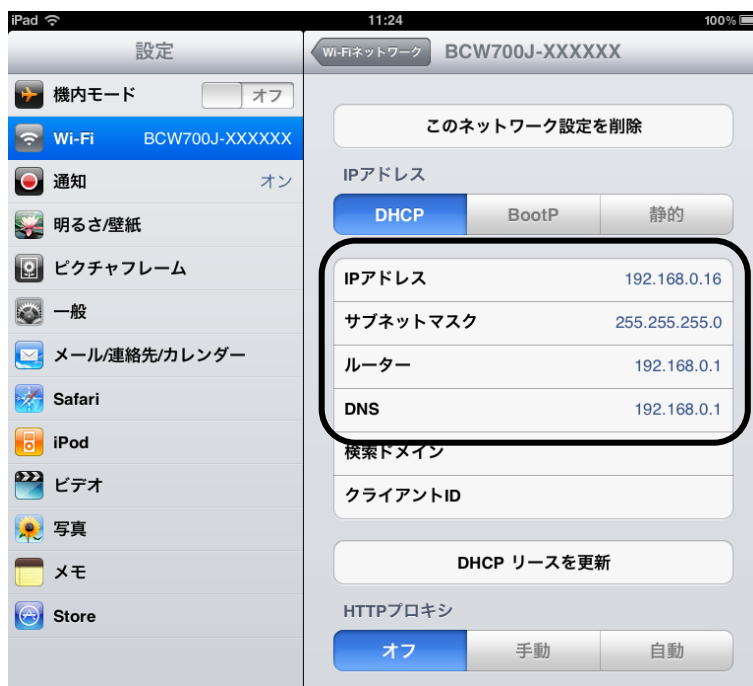 iPad 11:24 100%
設定
機内モード オフ
Wi-Fi BCW700J-XXXXXX
通知 オン
明るさ/壁紙
ピクチャフレーム
一般
メール/連絡先/カレンダー
Safari
iPod
ビデオ
写真
メモ
Store
Wi-Fiネットワーク BCW700J-XXXXXX
このネットワーク設定を削除
IPアドレス
DHCP BootP 静的
IPアドレス 192.168.0.16
サブネットマスク 255.255.255.0
ルーター 192.168.0.1
DNS 192.168.0.1
検索ドメイン
クライアントID
DHCP リースを更新
HTTPプロキシ
オフ 手動 自動